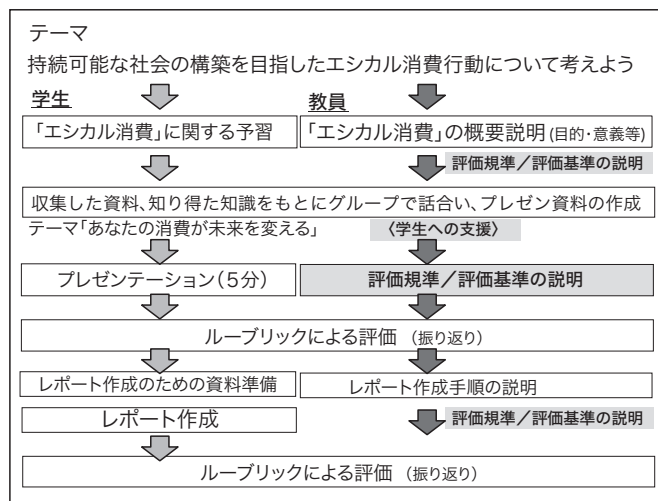 テーマ
持続可能な社会の構築を目指したエシカル消費行動について考えよう
学生
教員
「エシカル消費」に関する予習
「エシカル消費」の概要説明(目的・意義等)
評価規準／評価基準の説明
収集した資料、知り得た知識をもとにグループで話合い、プレゼン資料の作成
テーマ「あなたの消費が未来を変える」
〈学生への支援〉
プレゼンテーション(5分)
評価規準／評価基準の説明
ルーブリックによる評価 (振り返り)
レポート作成のための資料準備
レポート作成手順の説明
レポート作成
評価規準／評価基準の説明
ルーブリックによる評価 (振り返り)